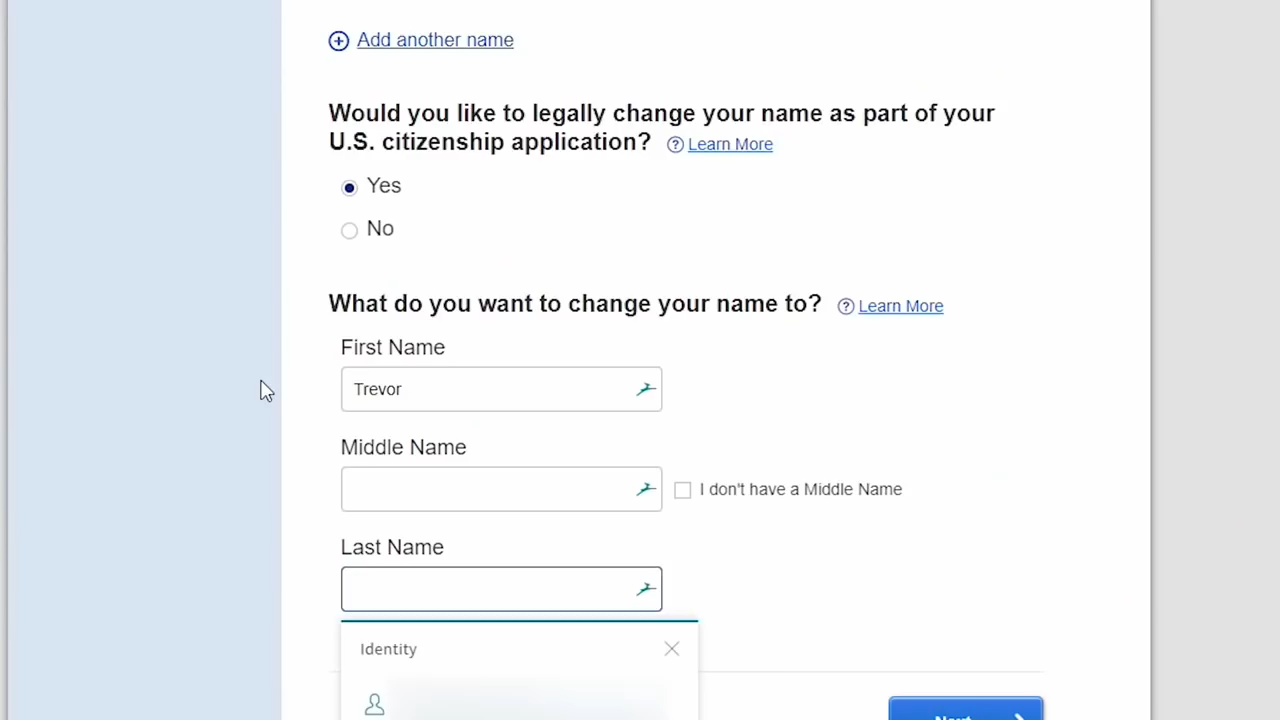 Add another name
Would you like to legally change your name as part of your
U.S. citizenship application? Learn More
Yes
No
What do you want to change your name to? Learn More
First Name
Trevor
Middle Name
I don't have a Middle Name
Last Name
Identity
Next